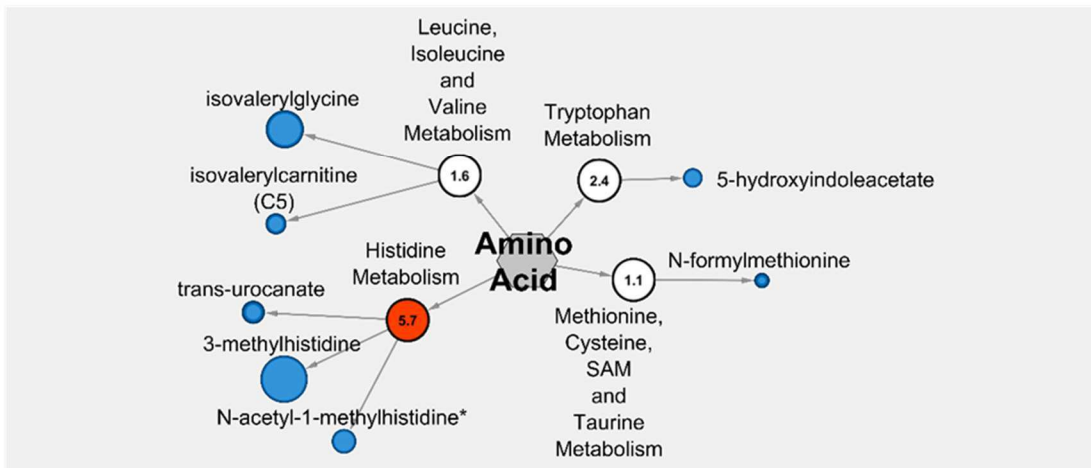 Leucine,
Isoleucine
and
Valine
Metabolism
isovalerylglycine
isovalerylcarnitine
(C5)
1.6
Tryptophan
Metabolism
2.4
5-hydroxyindoleacetate
Amino
Acid
Histidine
Metabolism
5.7
trans-urocanate
3-methylhistidine
N-acetyl-1-methylhistidine*
N-formylmethionine
1.1
Methionine,
Cysteine,
SAM
and
Taurine
Metabolism